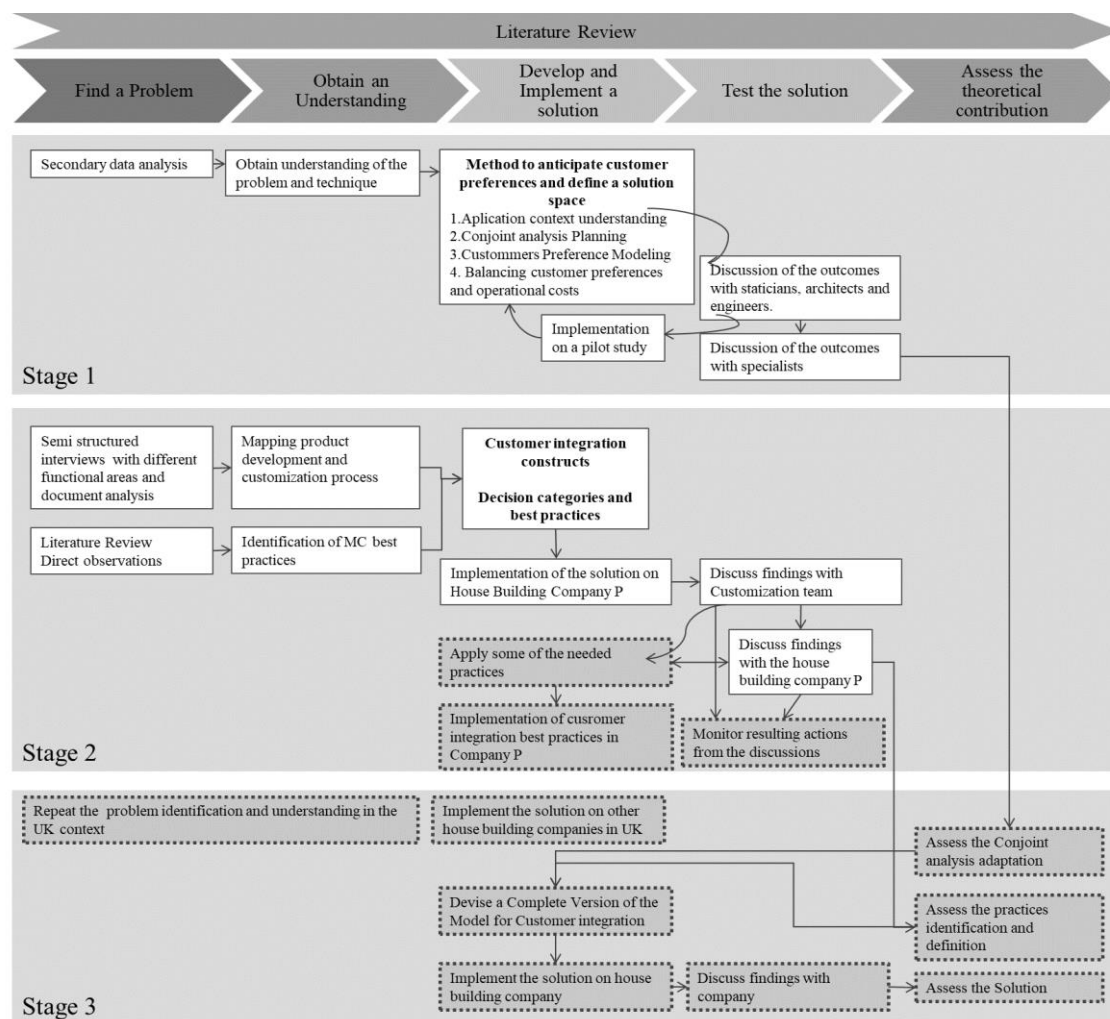 Literature Review
Find a Problem
Obtain an
Understanding
Develop and
Implement a
solution
Test the solution
Assess the
theoretical
contribution
Secondary data analysis
Obtain understanding of the
problem and technique
Method to anticipate customer
preferences and define a solution
space
1.Aplication context understanding
2.Conjoint analysis Planning
3.Custommers Preference Modeling
4. Balancing customer preferences
and operational costs
Discussion of the outcomes
with staticians, architects and
engineers.
Implementation
on a pilot study
Discussion of the outcomes
with specialists
Stage 1
Semi structured
interviews with different
functional areas and
document analysis
Mapping product
development and
customization process
Customer integration
constructs
Decision categories and
best practices
Literature Review
Direct observations
Identification of MC best
practices
Implementation of the solution on
House Building Company P
Discuss findings with
Customization team
Apply some of the needed
practices
Discuss findings
with the house
building company P
Implementation of cusromer
integration best practices in
Company P
Monitor resulting actions
from the discussions
Stage 2
Repeat the problem identification and understanding in the
UK context
Implement the solution on other
house building companies in UK
Assess the Conjoint
analysis adaptation
Devise a Complete Version of the
Model for Customer integration
Assess the practices
identification and
definition
Implement the solution on house
building company
Discuss findings with
company
Assess the Solution
Stage 3